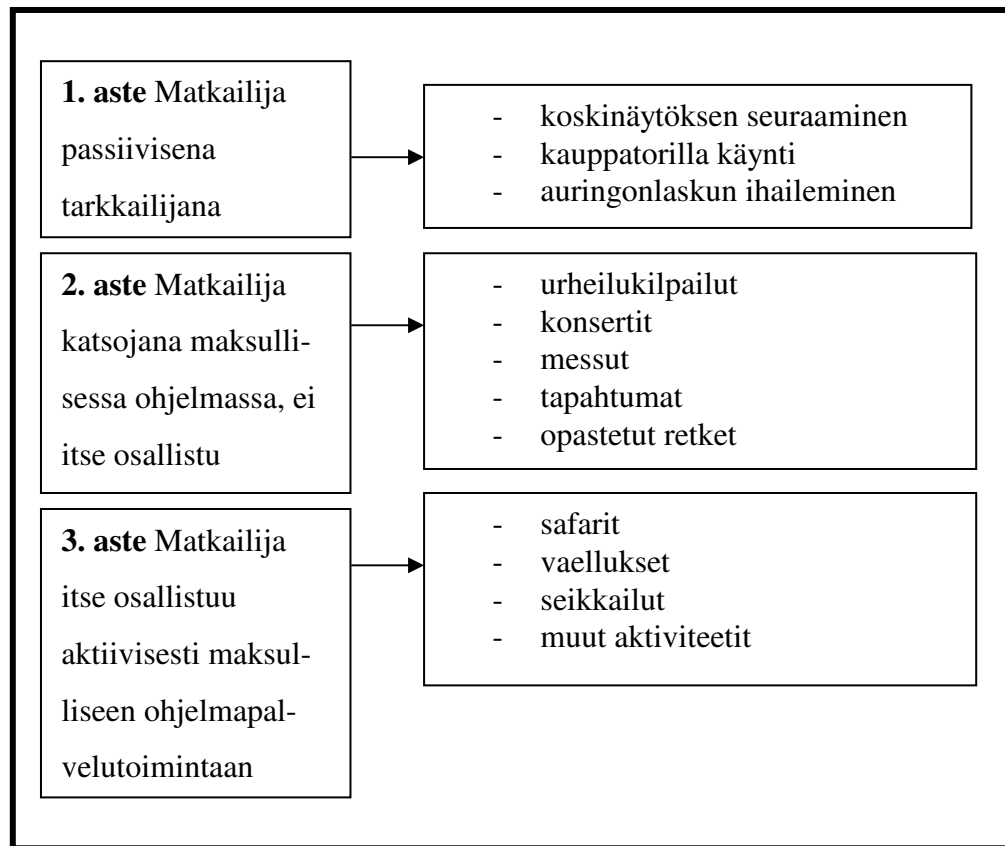 1. aste Matkailija
passiivisena
tarkkailijana
- koskinäytöksen seuraaminen
- kauppatorilla käynti
- auringonlaskun ihaileminen
2. aste Matkailija
katsojana maksulli-
sessa ohjelmassa, ei
itse osallistu
- urheilukilpailut
- konsertit
- messut
- tapahtumat
- opastetut retket
3. aste Matkailija
itse osallistuu
aktiivisesti maksul-
liseen ohjelmapal-
velutoimintaan
- safarit
- vaellukset
- seikkailut
- muut aktiviteetit